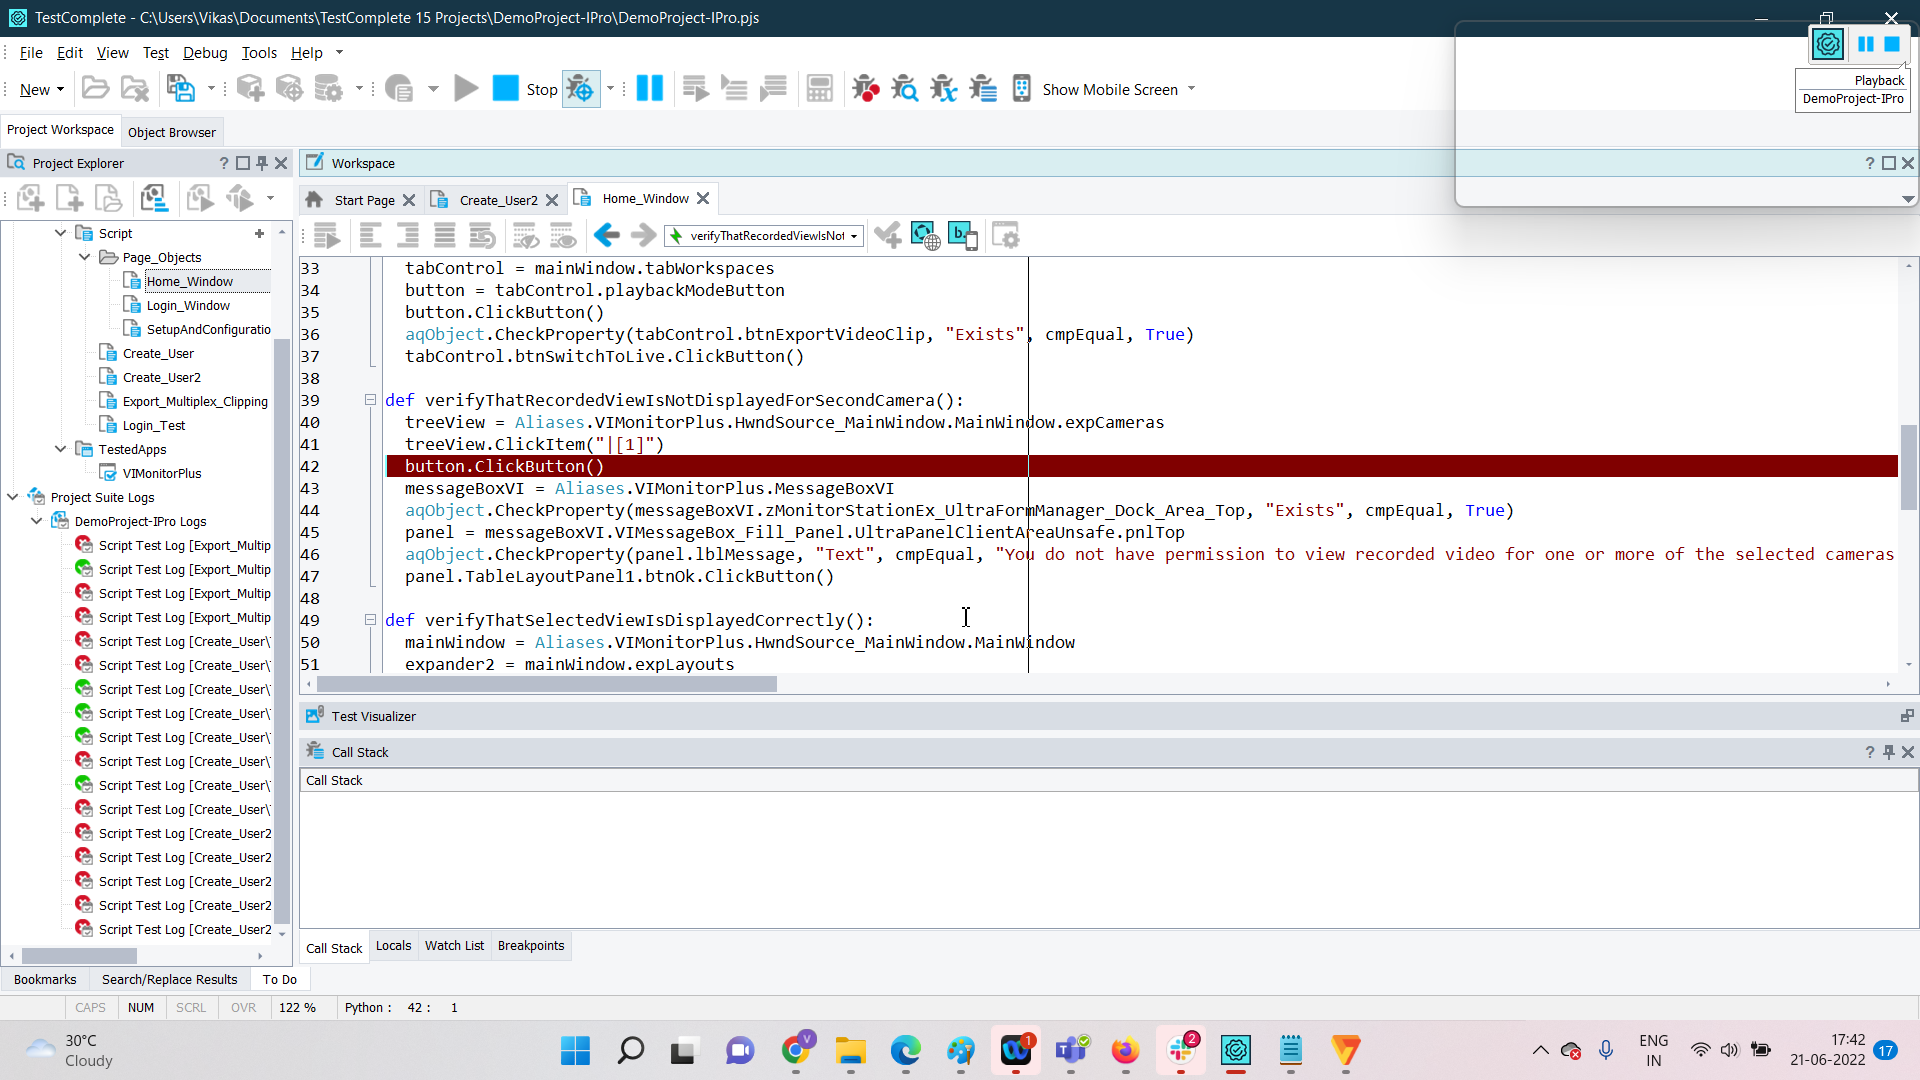 TestComplete - C:\Users\Vikas\Documents\TestComplete 15 Projects\DemoProject-IPro\DemoProject-IPro.pjs
File Edit View Test Debug Tools Help
New
Stop
Show Mobile Screen
Playback
DemoProject-IPro
Project Workspace
Object Browser
Project Explorer
Workspace
Start Page
Create_User2
Home_Window
verifyThatRecordedViewIsNot
Script
Page_Objects
Home_Window
Login_Window
SetupAndConfiguratio
Create_User
Create_User2
Export_Multiplex_Clipping
Login_Test
TestedApps
VIMonitorPlus
Project Suite Logs
DemoProject-IPro Logs
Script Test Log [Export_Multip
Script Test Log [Export_Multip
Script Test Log [Export_Multip
Script Test Log [Export_Multip
Script Test Log [Create_User\
Script Test Log [Create_User\
Script Test Log [Create_User\
Script Test Log [Create_User\
Script Test Log [Create_User\
Script Test Log [Create_User\
Script Test Log [Create_User\
Script Test Log [Create_User\
Script Test Log [Create_User2
Script Test Log [Create_User2
Script Test Log [Create_User2
Script Test Log [Create_User2
Script Test Log [Create_User2
33 tabControl = mainWindow.tabWorkspaces
34 button = tabControl.playbackModeButton
35 button.ClickButton()
36 aqObject.CheckProperty(tabControl.btnExportVideoClip, "Exists", cmpEqual, True)
37 tabControl.btnSwitchToLive.ClickButton()
38
39 def verifyThatRecordedViewIsNotDisplayedForSecondCamera():
40 treeView = Aliases.VIMonitorPlus.HwndSource_MainWindow.MainWindow.expCameras
41 treeView.ClickItem("|[1]")
42 button.ClickButton()
43 messageBoxVI = Aliases.VIMonitorPlus.MessageBoxVI
44 aqObject.CheckProperty(messageBoxVI.zMonitorStationEx_UltraFormManager_Dock_Area_Top, "Exists", cmpEqual, True)
45 panel = messageBoxVI.VIMessageBox_Fill_Panel.UltraPanelClientAreaUnsafe.pnlTop
46 aqObject.CheckProperty(panel.lblMessage, "Text", cmpEqual, "You do not have permission to view recorded video for one or more of the selected cameras
47 panel.TableLayoutPanel1.btnOk.ClickButton()
48
49 def verifyThatSelectedViewIsDisplayedCorrectly():
50 mainWindow = Aliases.VIMonitorPlus.HwndSource_MainWindow.MainWindow
51 expander2 = mainWindow.expLayouts
Test Visualizer
Call Stack
Call Stack
Call Stack Locals Watch List Breakpoints
Bookmarks Search/Replace Results To Do
CAPS NUM SCRL OVR 122 % Python : 42 : 1
30°C
Cloudy
V
1
2
ENG
IN
17:42
21-06-2022
17